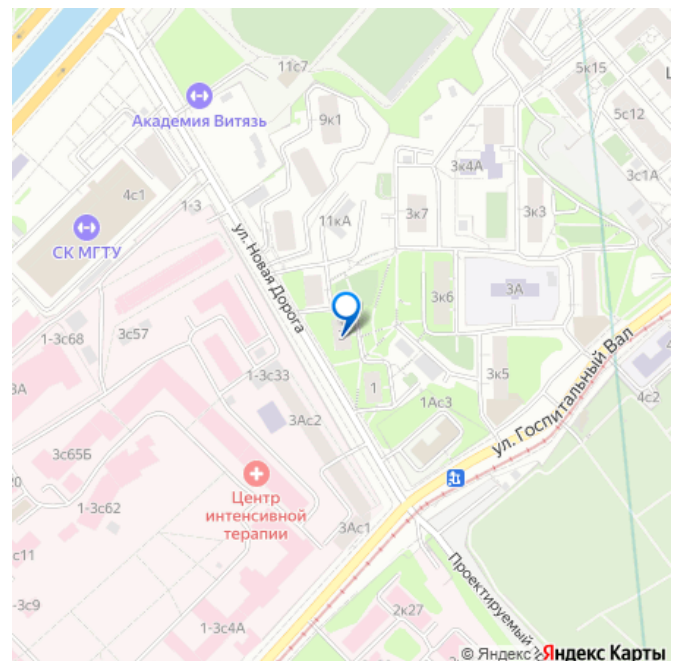 11с7
5к15
Академия Витязь
9к1
5с12
3к4А
3с1А
4с1
1-3
11кА
3к7
3к3
СК МГТУ
ул. Новая Дорога
3А
3к6
1-3с68
3с57
1-3с33
ул. Госпитальный Вал
3А
1
3к5
1Ас3
4с2
3Ас2
3с65Б
1-3с62
Центр
интенсивной
терапии
3Ас1
с11
Проектируемый
-3с9
1-3с4А
2к27
© Яндекс Яндекс Карты